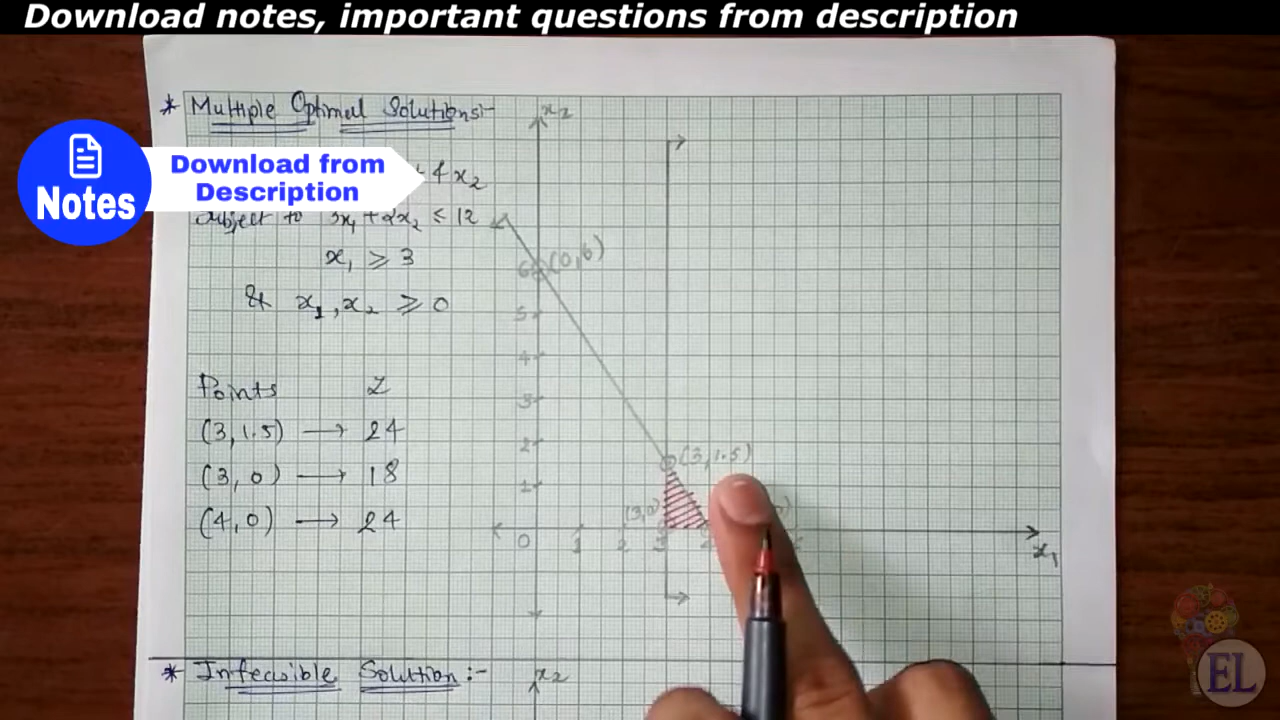 Download notes, important questions from description
* Multiple Optimal Solutions:-
Notes
Download from
Description
+ 4x₂
Subject to 3x₁ + 2x₂ ≤ 12
x₁ ≥ 3
& x₁, x₂ ≥ 0
Points Z
(3, 1.5) → 24
(3, 0) → 18
(4, 0) → 24
x₂
(0,6)
6
5
4
3
2
1
(3,1.5)
(3,0)
0 1 2 3 4
x₁
* Infeasible Solution :-
x₂
EL